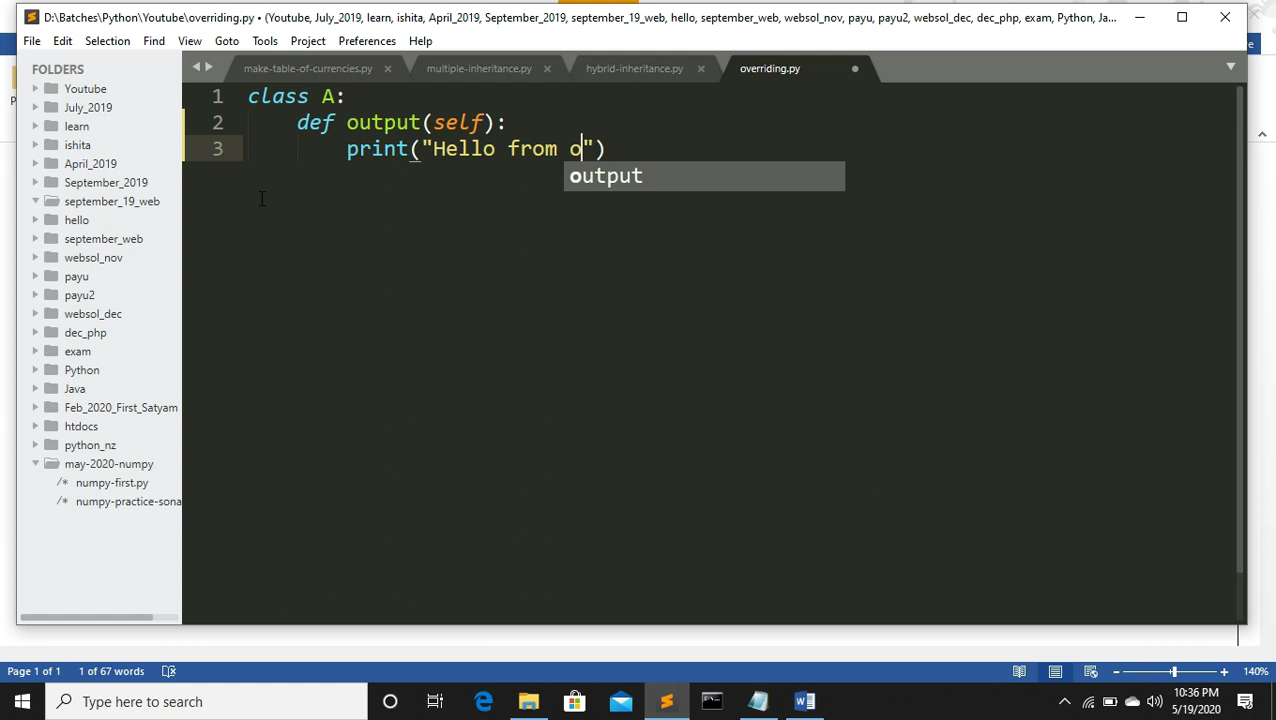 D:\Batches\Python\Youtube\overriding.py • (Youtube, July_2019, learn, ishita, April_2019, September_2019, september_19_web, hello, september_web, websol_nov, payu, payu2, websol_dec, dec_php, exam, Python, Ja...
File Edit Selection Find View Goto Tools Project Preferences Help
FOLDERS
make-table-of-currencies.py
multiple-inheritance.py
hybrid-inheritance.py
overriding.py
Youtube
July_2019
learn
ishita
April_2019
September_2019
september_19_web
hello
september_web
websol_nov
payu
payu2
websol_dec
dec_php
exam
Python
Java
Feb_2020_First_Satyam
htdocs
python_nz
may-2020-numpy
/* numpy-first.py
/* numpy-practice-sona
1 class A:
2 def output(self):
3 print("Hello from o")
output
Page 1 of 1 1 of 67 words
140%
Type here to search
10:36 PM
5/19/2020